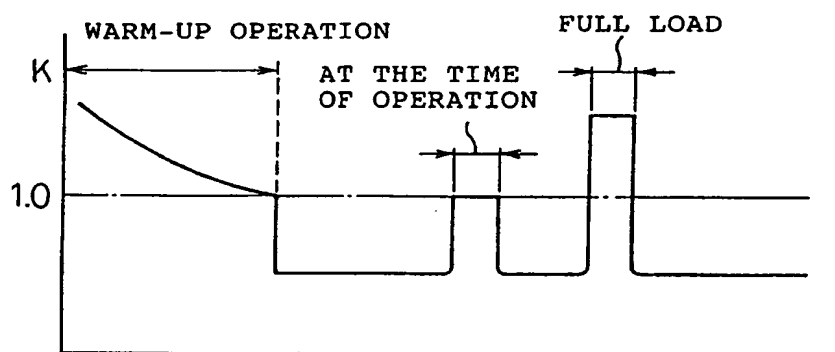 WARM-UP OPERATION
FULL LOAD
K
AT THE TIME
OF OPERATION
1.0